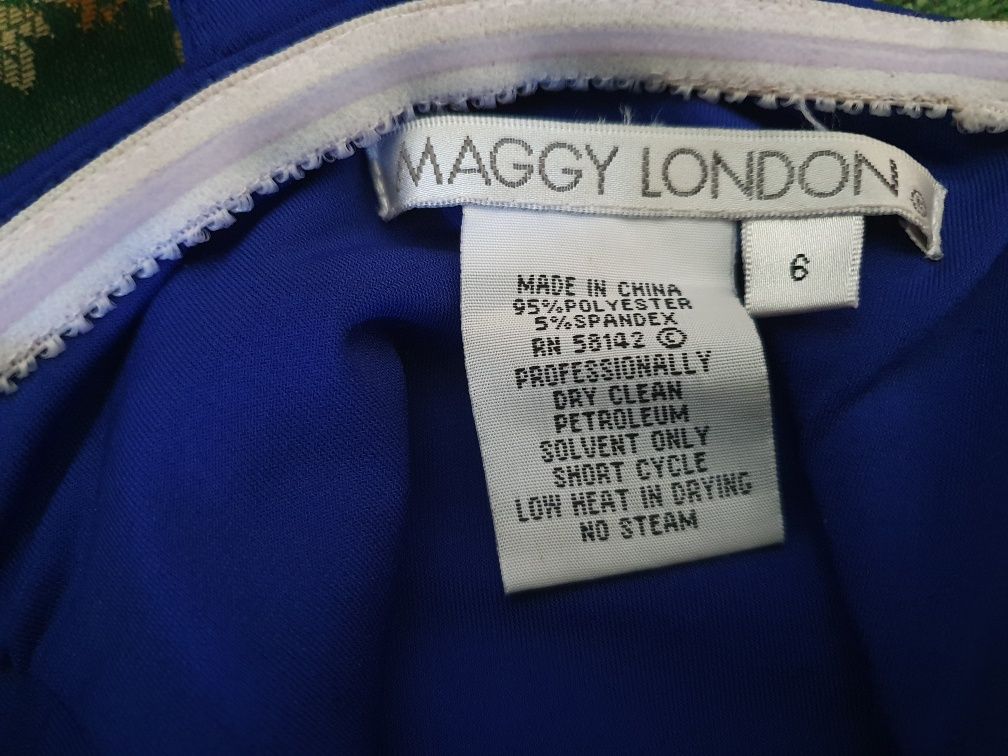 MAGGY LONDON ®
6
MADE IN CHINA
95%POLYESTER
5%SPANDEX
RN 58142 ©
PROFESSIONALLY
DRY CLEAN
PETROLEUM
SOLVENT ONLY
SHORT CYCLE
LOW HEAT IN DRYING
NO STEAM